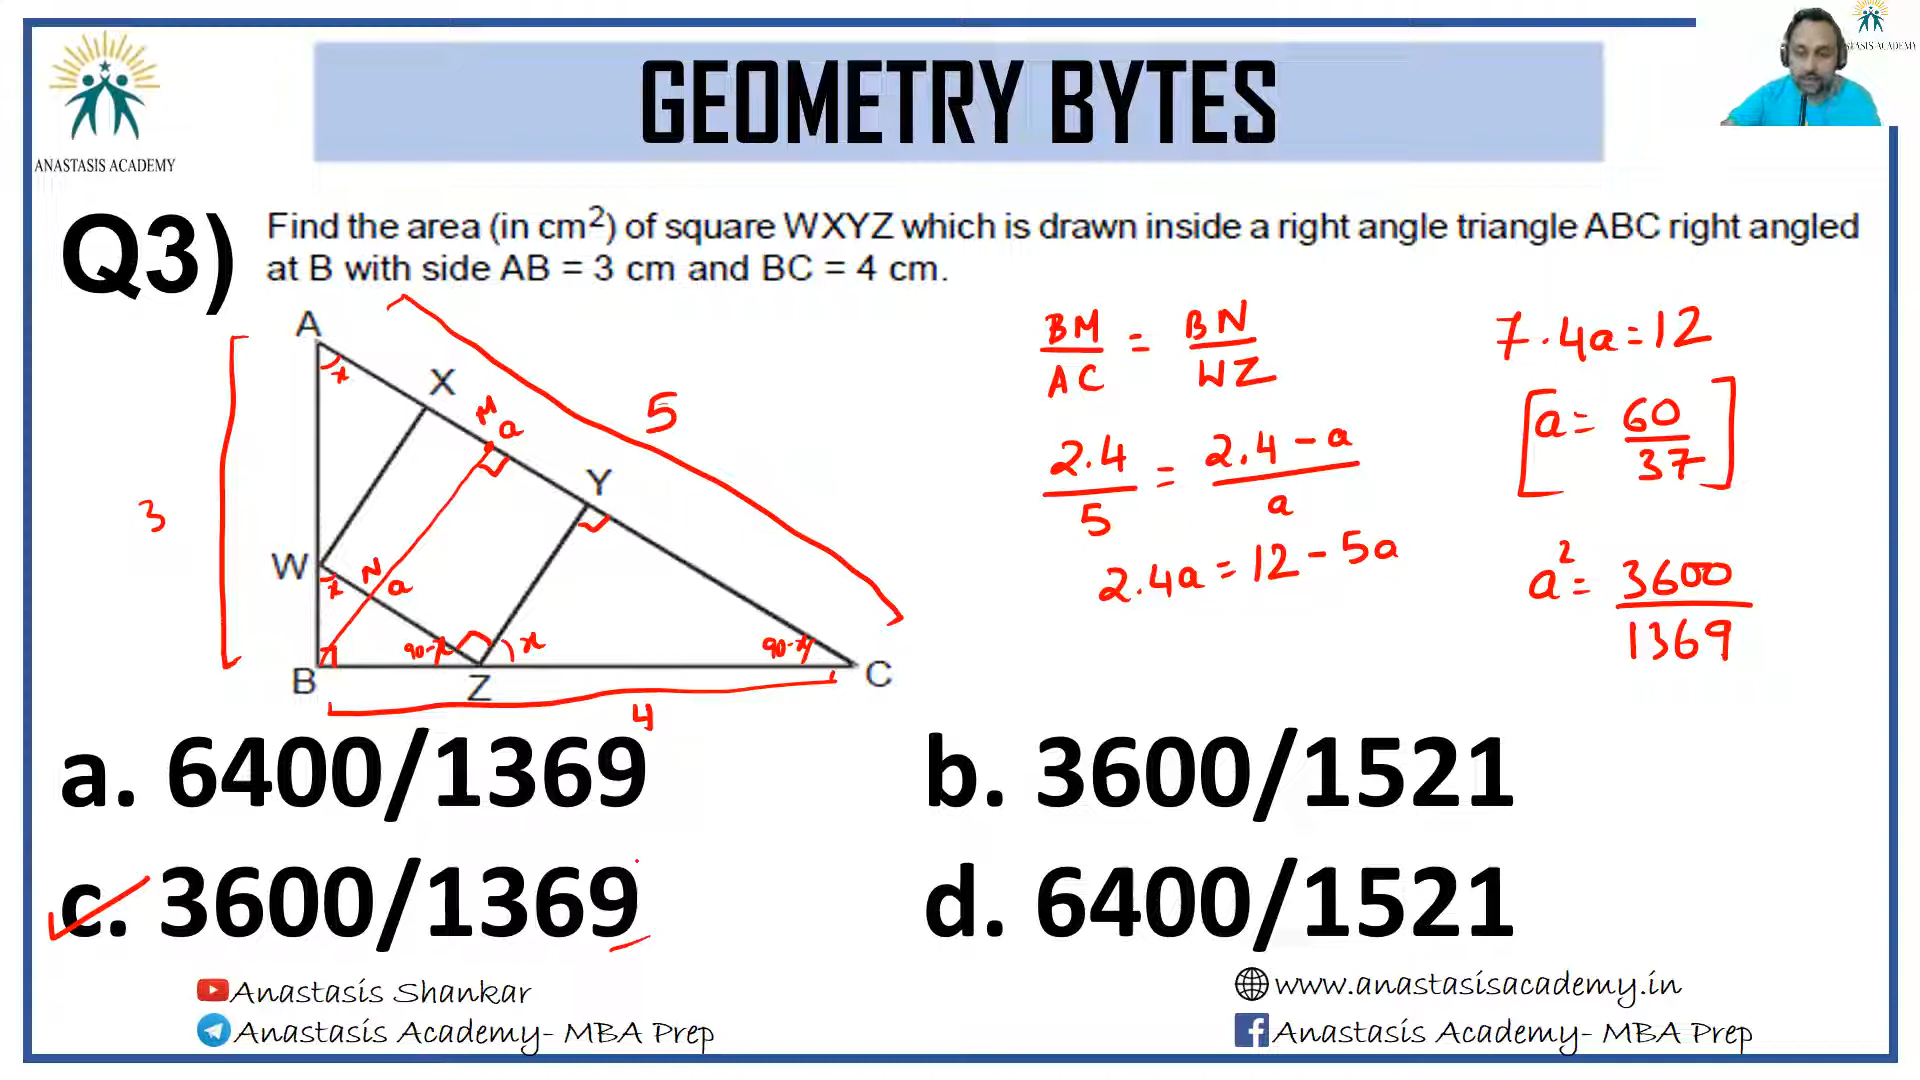 ANASTASIS ACADEMY
GEOMETRY BYTES
Q3)
Find the area (in cm²) of square WXYZ which is drawn inside a right angle triangle ABC right angled
at B with side AB = 3 cm and BC = 4 cm.
A
x
X
M
a
5
Y
3
W
x
N
a
90-x
x
90-x
B
Z
C
4
BM/AC = BN/WZ
2.4/5 = 2.4-a/a
2.4a = 12-5a
7.4a = 12
[a = 60/37]
a² = 3600/1369
a. 6400/1369
b. 3600/1521
c. 3600/1369
d. 6400/1521
Anastasis Shankar
www.anastasisacademy.in
Anastasis Academy- MBA Prep
Anastasis Academy- MBA Prep